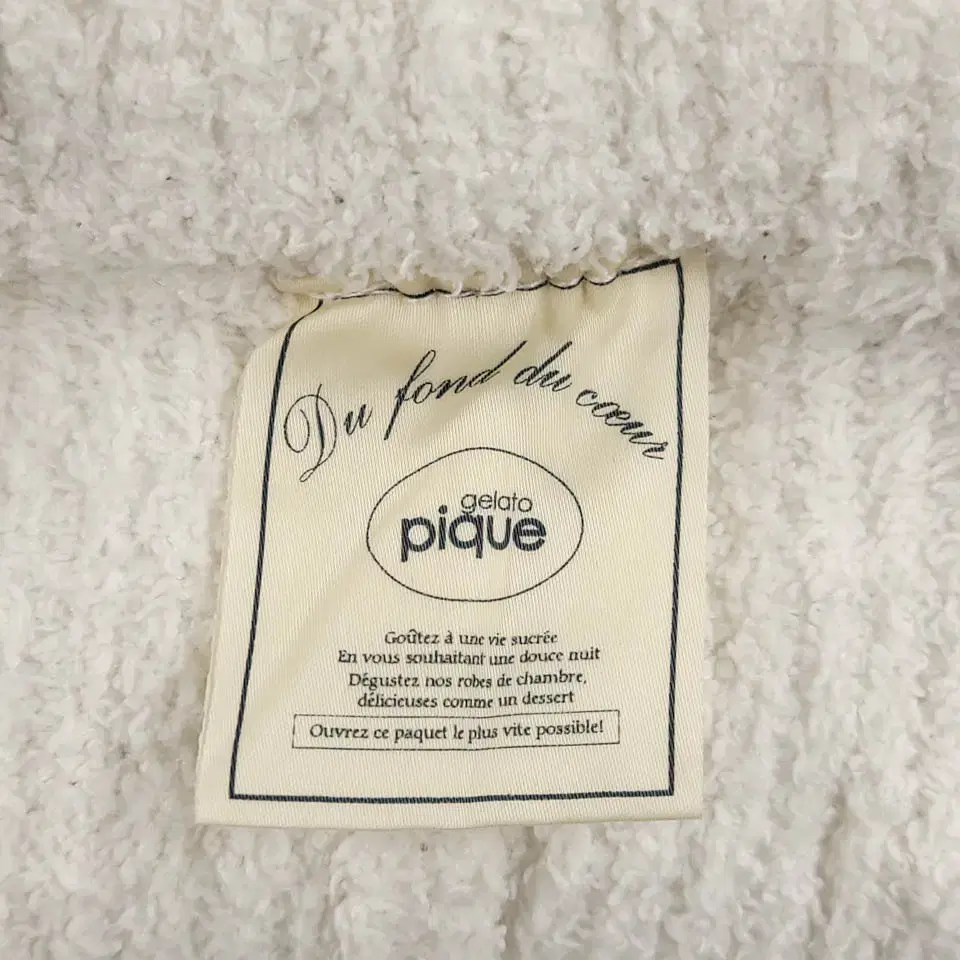 Du fond du cœur
gelato
pique
Goûtez à une vie sucrée
En vous souhaitant une douce nuit
Dégustez nos robes de chambre,
délicieuses comme un dessert
Ouvrez ce paquet le plus vite possible!